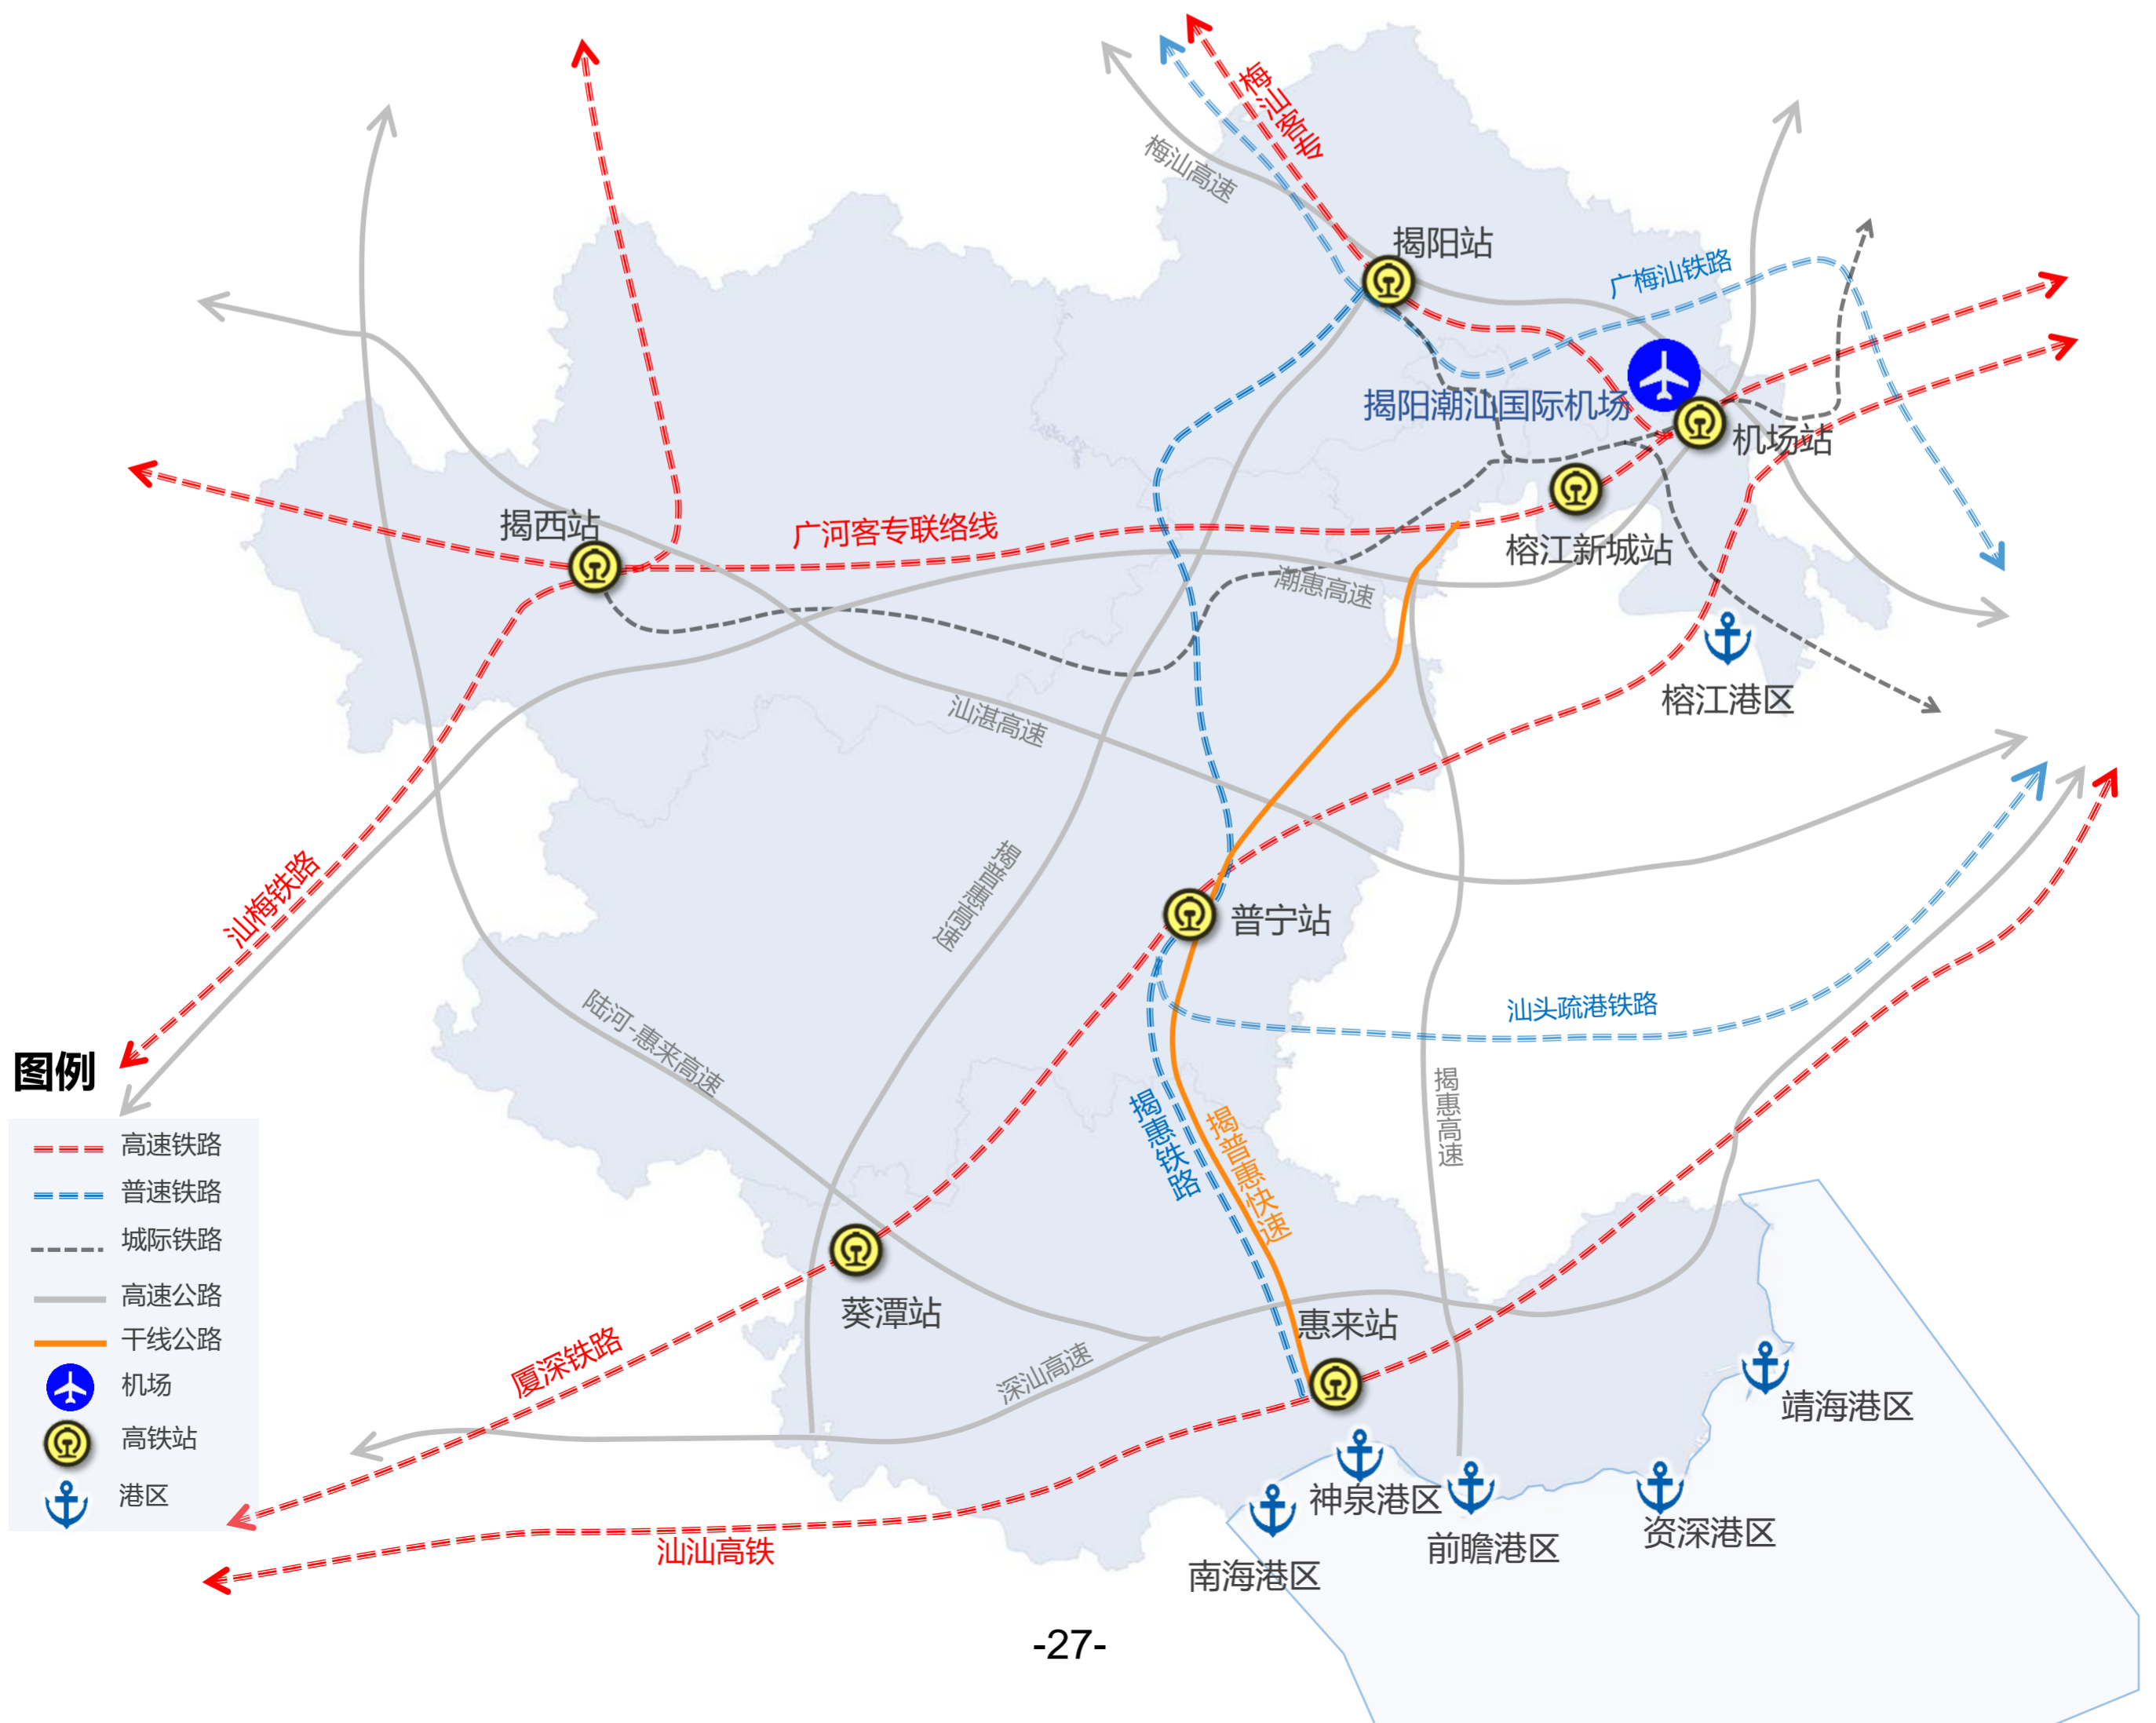 梅汕客专
梅汕高速
揭阳站
广梅汕铁路
揭阳潮汕国际机场
机场站
揭西站
广河客专联络线
榕江新城站
潮惠高速
榕江港区
汕湛高速
揭普惠高速
汕梅铁路
普宁站
陆河-惠来高速
汕头疏港铁路
揭惠铁路
揭普惠快速
揭惠高速
葵潭站
惠来站
厦深铁路
深汕高速
靖海港区
神泉港区
前瞻港区
资深港区
南海港区
汕汕高铁
图例
高速铁路
普速铁路
城际铁路
高速公路
干线公路
机场
高铁站
港区
-27-